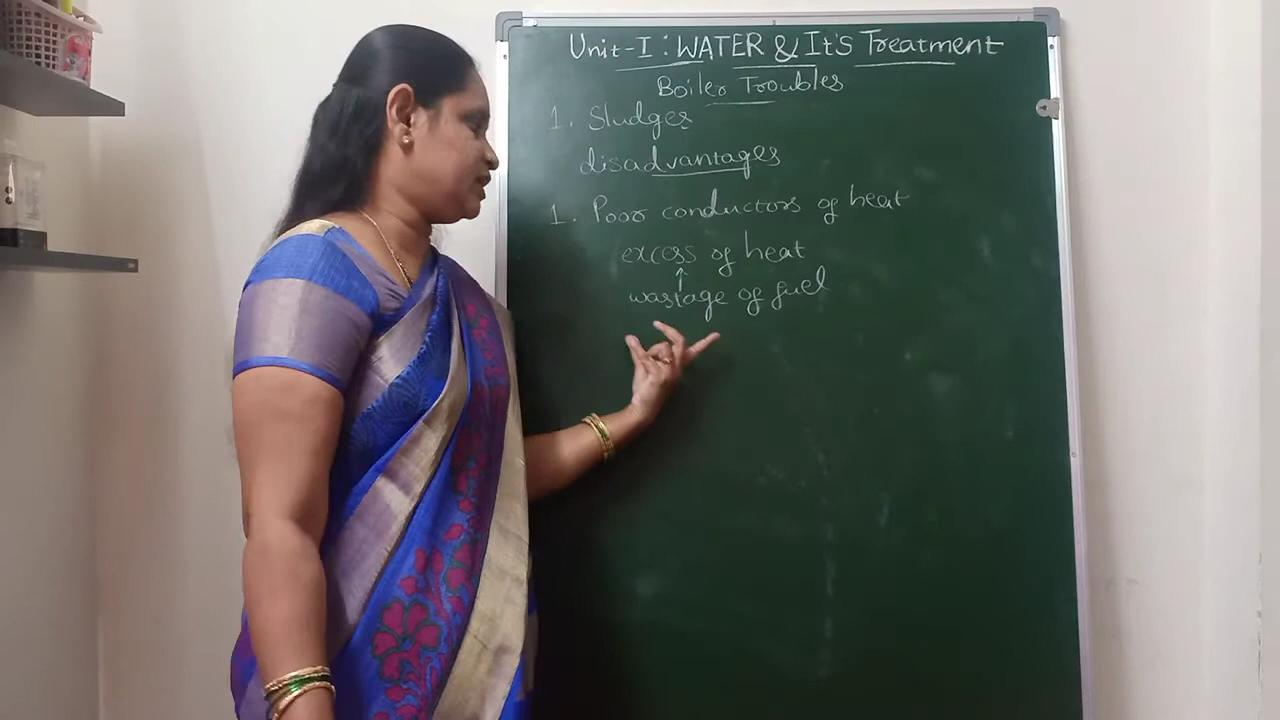 Unit-I : WATER & It's Treatment
Boiler Troubles
1. Sludges
disadvantages
1. Poor conductors of heat
excess of heat
↑
wastage of fuel